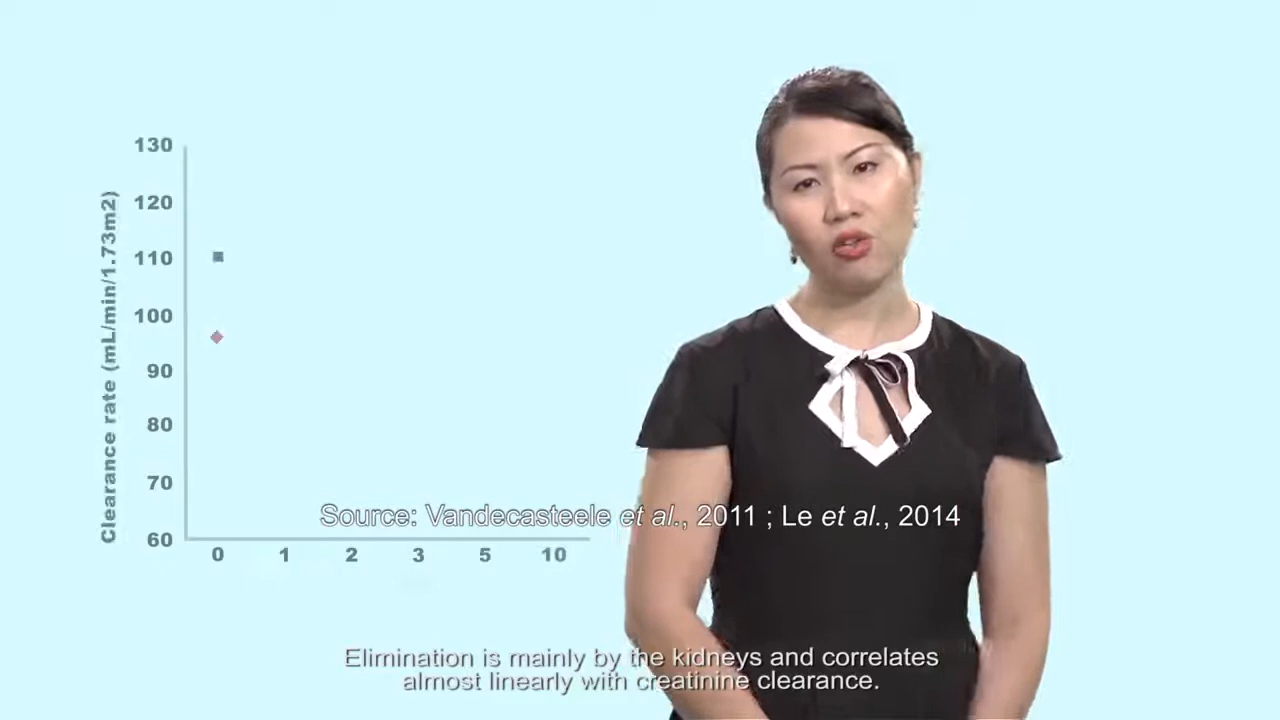 Clearance rate (mL/min/1.73m2)
130
120
110
100
90
80
70
60
0 1 2 3 5 10
Source: Vandecasteele et al., 2011 ; Le et al., 2014
Elimination is mainly by the kidneys and correlates
almost linearly with creatinine clearance.